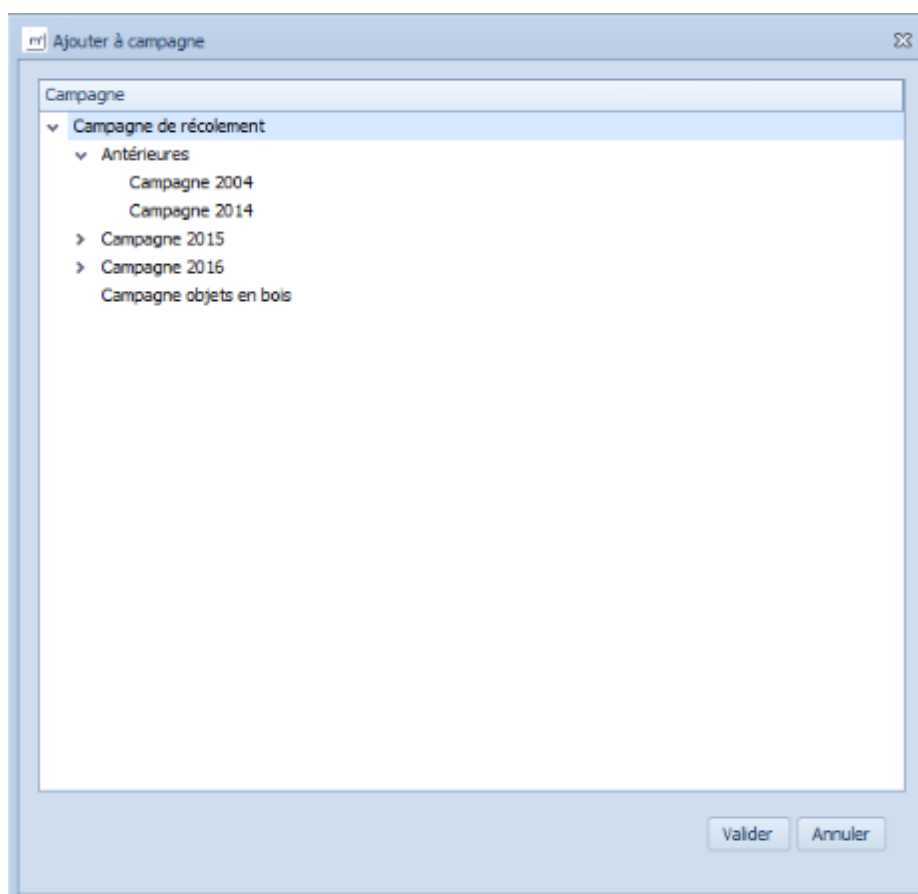 Ajouter à campagne
Campagne
Campagne de récolement
Antérieures
Campagne 2004
Campagne 2014
Campagne 2015
Campagne 2016
Campagne objets en bois
Valider Annuler